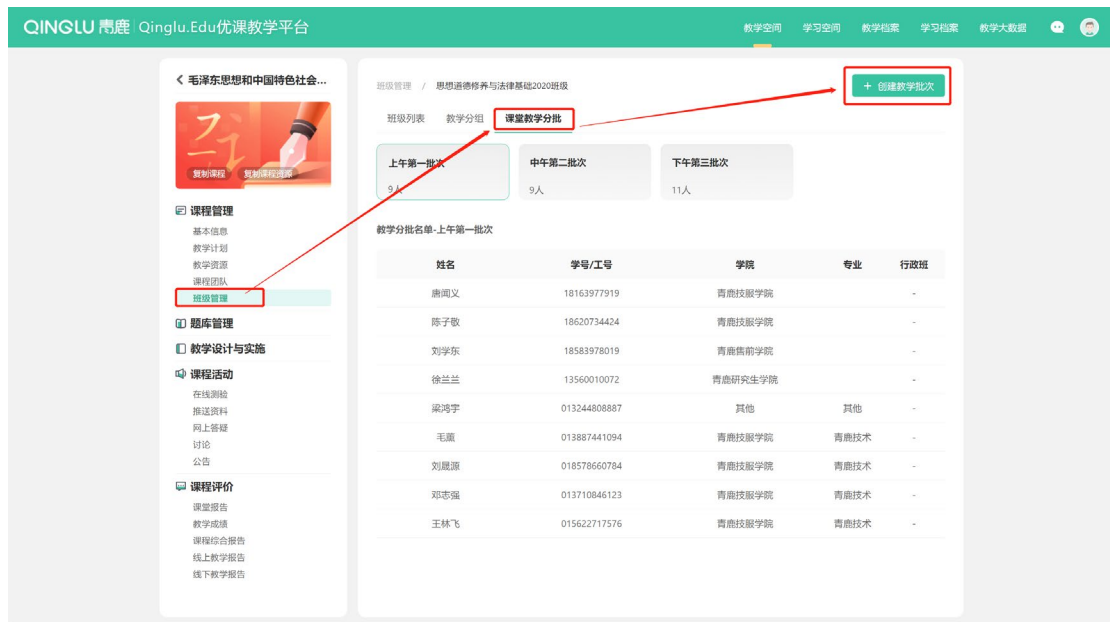 QINGLU 青鹿 Qinglu.Edu优课教学平台
教学空间 学习空间 教学档案 学习档案 教学大数据
毛泽东思想和中国特色社会...
复制课程 复制课程资源
课程管理
基本信息
教学计划
教学资源
课程团队
班级管理
题库管理
教学设计与实施
课程活动
在线测验
推送资料
网上答疑
讨论
公告
课程评价
课堂报告
教学成绩
课程综合报告
线上教学报告
线下教学报告
班级管理 / 思想道德修养与法律基础2020班级
+ 创建教学批次
班级列表 教学分组 课堂教学分批
上午第一批次 中午第二批次 下午第三批次
9人 9人 11人
教学分批名单-上午第一批次
姓名 学号/工号 学院 专业 行政班
唐闻义 18163977919 青鹿技服学院 -
陈子敬 18620734424 青鹿技服学院 -
刘学东 18583978019 青鹿售前学院 -
徐兰兰 13560010072 青鹿研究生学院 -
梁鸿宇 013244808887 其他 其他 -
毛薰 013887441094 青鹿技服学院 青鹿技术 -
刘晟源 018578660784 青鹿技服学院 青鹿技术 -
邓志强 013710846123 青鹿技服学院 青鹿技术 -
王林飞 015622717576 青鹿技服学院 青鹿技术 -